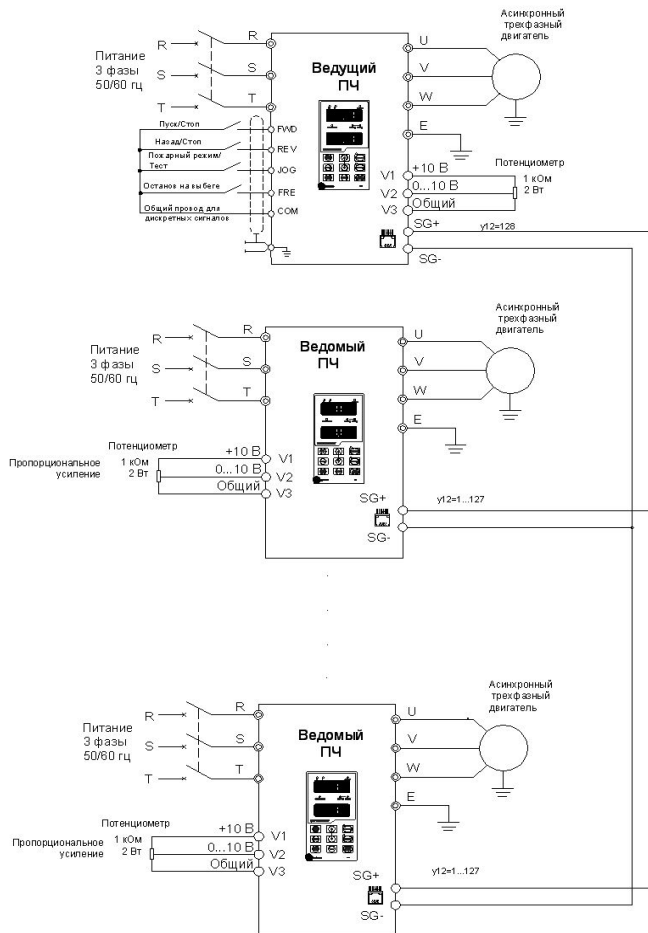 Асинхронный
трехфазный
двигатель
Питание
3 фазы
50/60 гц
R
S
T
R
S
T
Ведущий
ПЧ
U
V
W
E
Пуск/Стоп
FWD
Назад/Стоп
REV
Пожарный режим/
Тест
JOG
Останов на выбеге
FRE
Общий провод для
дискретных сигналов
COM
V1
+10 В
V2
0...10 В
V3
Общий
Потенциометр
1 кОм
2 Вт
SG+
y12=128
SG-
Асинхронный
трехфазный
двигатель
Питание
3 фазы
50/60 гц
R
S
T
R
S
T
Ведомый
ПЧ
U
V
W
E
Потенциометр
Пропорциональное
усиление
1 кОм
2 Вт
+10 В
V1
0...10 В
V2
Общий
V3
SG+
y12=1...127
SG-
Асинхронный
трехфазный
двигатель
Питание
3 фазы
50/60 гц
R
S
T
R
S
T
Ведомый
ПЧ
U
V
W
E
Потенциометр
Пропорциональное
усиление
1 кОм
2 Вт
+10 В
V1
0...10 В
V2
Общий
V3
SG+
y12=1...127
SG-